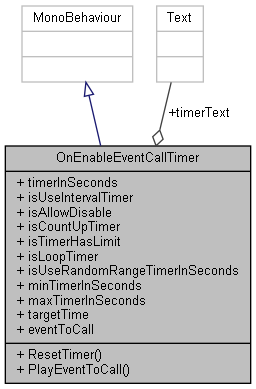 MonoBehaviour
Text
+timerText
OnEnableEventCallTimer
+ timerInSeconds
+ isUseIntervalTimer
+ isAllowDisable
+ isCountUpTimer
+ isTimerHasLimit
+ isLoopTimer
+ isUseRandomRangeTimerInSeconds
+ minTimerInSeconds
+ maxTimerInSeconds
+ targetTime
+ eventToCall
+ ResetTimer()
+ PlayEventToCall()